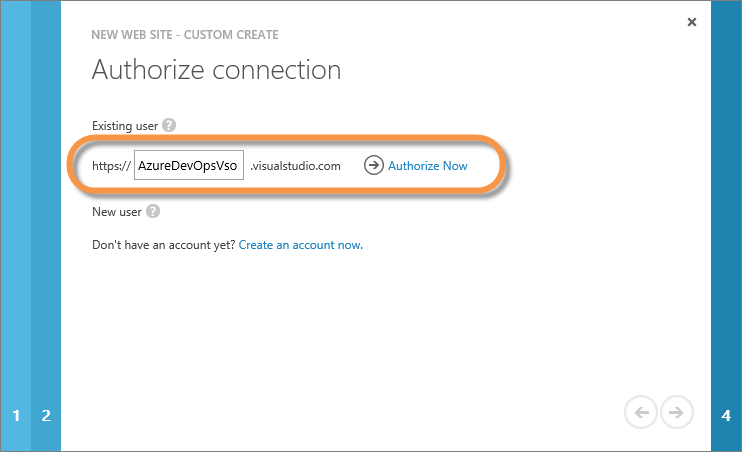 NEW WEB SITE - CUSTOM CREATE
Authorize connection
Existing user ?
https:// AzureDevOpsVso .visualstudio.com Authorize Now
New user ?
Don't have an account yet? Create an account now.
1 2 4